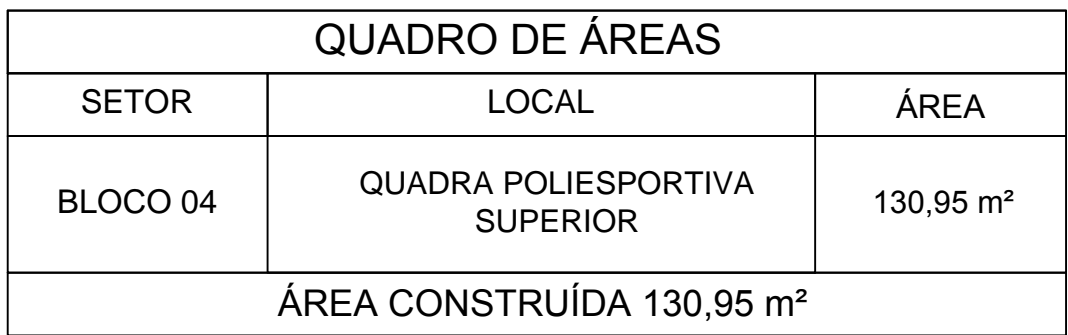 QUADRO DE ÁREAS
SETOR LOCAL ÁREA
BLOCO 04 QUADRA POLIESPORTIVA SUPERIOR 130,95 m²
ÁREA CONSTRUÍDA 130,95 m²